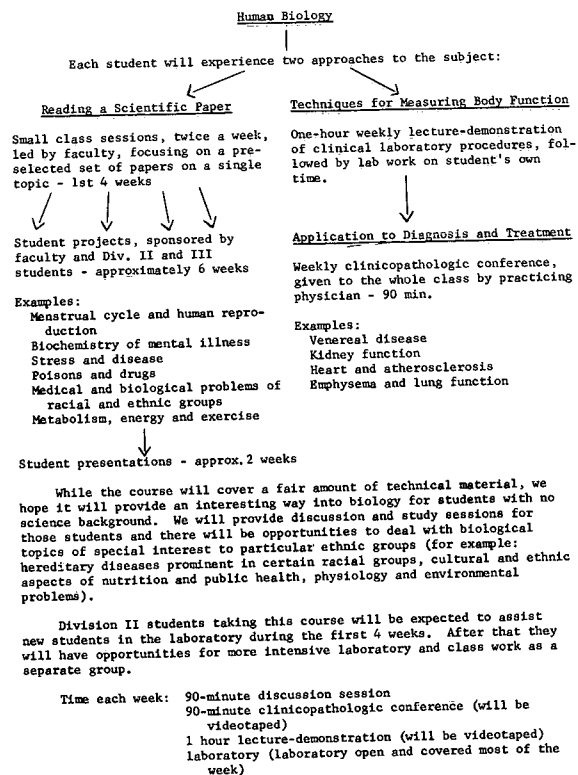 Human Biology
Each student will experience two approaches to the subject:
Reading a Scientific Paper
Small class sessions, twice a week,
led by faculty, focusing on a pre-
selected set of papers on a single
topic - 1st 4 weeks
Student projects, sponsored by
faculty and Div. II and III
students - approximately 6 weeks
Examples:
Menstrual cycle and human repro-
duction
Biochemistry of mental illness
Stress and disease
Poisons and drugs
Medical and biological problems of
racial and ethnic groups
Metabolism, energy and exercise
Student presentations - approx. 2 weeks
Techniques for Measuring Body Function
One-hour weekly lecture-demonstration
of clinical laboratory procedures, fol-
lowed by lab work on student's own
time.
Application to Diagnosis and Treatment
Weekly clinicopathologic conference,
given to the whole class by practicing
physician - 90 min.
Examples:
Venereal disease
Kidney function
Heart and atherosclerosis
Emphysema and lung function
While the course will cover a fair amount of technical material, we
hope it will provide an interesting way into biology for students with no
science background. We will provide discussion and study sessions for
those students and there will be opportunities to deal with biological
topics of special interest to particular ethnic groups (for example:
hereditary diseases prominent in certain racial groups, cultural and ethnic
aspects of nutrition and public health, physiology and environmental
problems).
Division II students taking this course will be expected to assist
new students in the laboratory during the first 4 weeks. After that they
will have opportunities for more intensive laboratory and class work as a
separate group.
Time each week: 90-minute discussion session
90-minute clinicopathologic conference (will be
videotaped)
1 hour lecture-demonstration (will be videotaped)
laboratory (laboratory open and covered most of the
week)